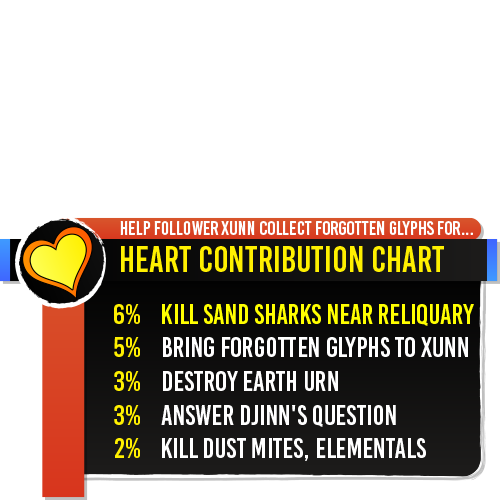 HELP FOLLOWER XUNN COLLECT FORGOTTEN GLYPHS FOR...
HEART CONTRIBUTION CHART
6% KILL SAND SHARKS NEAR RELIQUARY
5% BRING FORGOTTEN GLYPHS TO XUNN
3% DESTROY EARTH URN
3% ANSWER DJINN'S QUESTION
2% KILL DUST MITES, ELEMENTALS